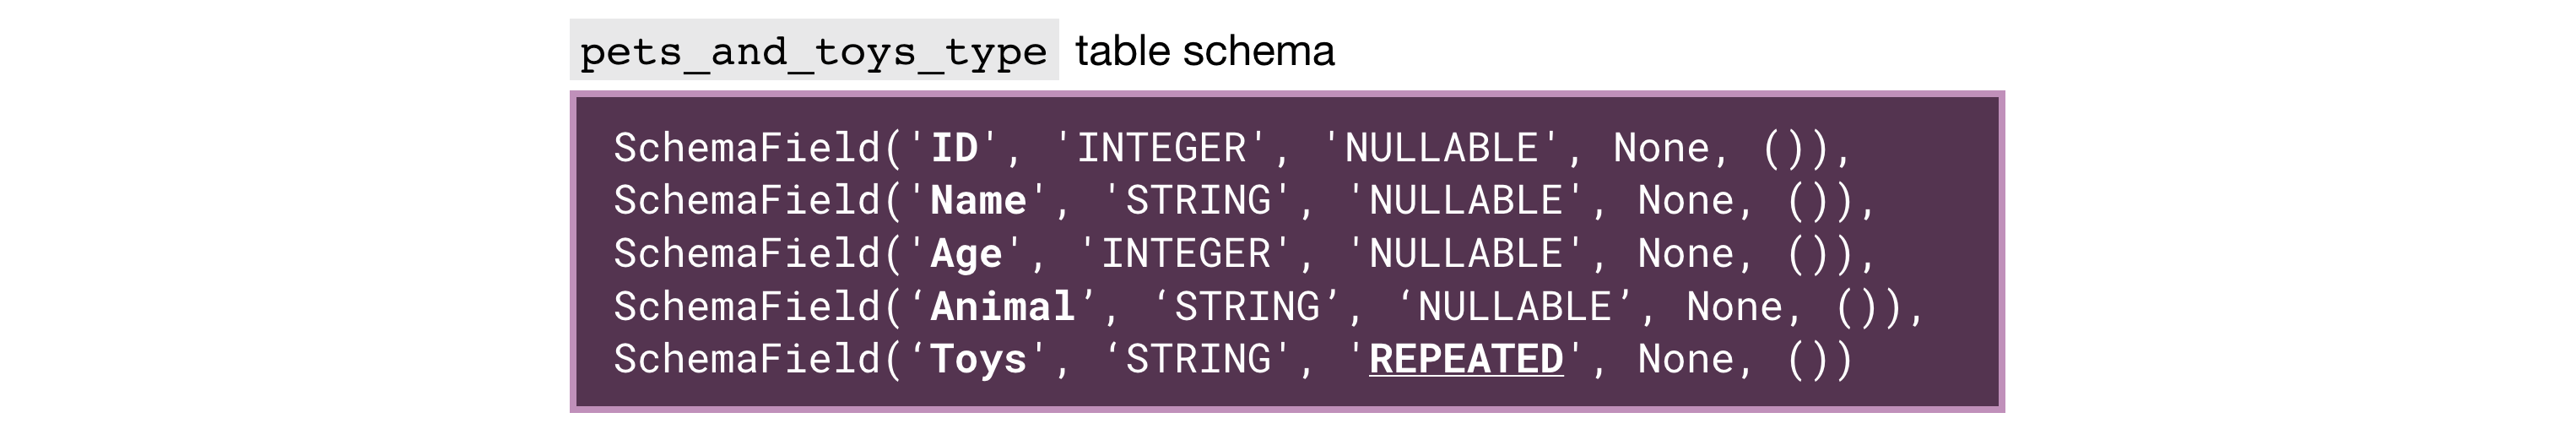 pets_and_toys_type table schema
SchemaField('ID', 'INTEGER', 'NULLABLE', None, ()),
SchemaField('Name', 'STRING', 'NULLABLE', None, ()),
SchemaField('Age', 'INTEGER', 'NULLABLE', None, ()),
SchemaField(‘Animal’, ‘STRING’, ‘NULLABLE’, None, ()),
SchemaField(‘Toys', ‘STRING', 'REPEATED', None, ())